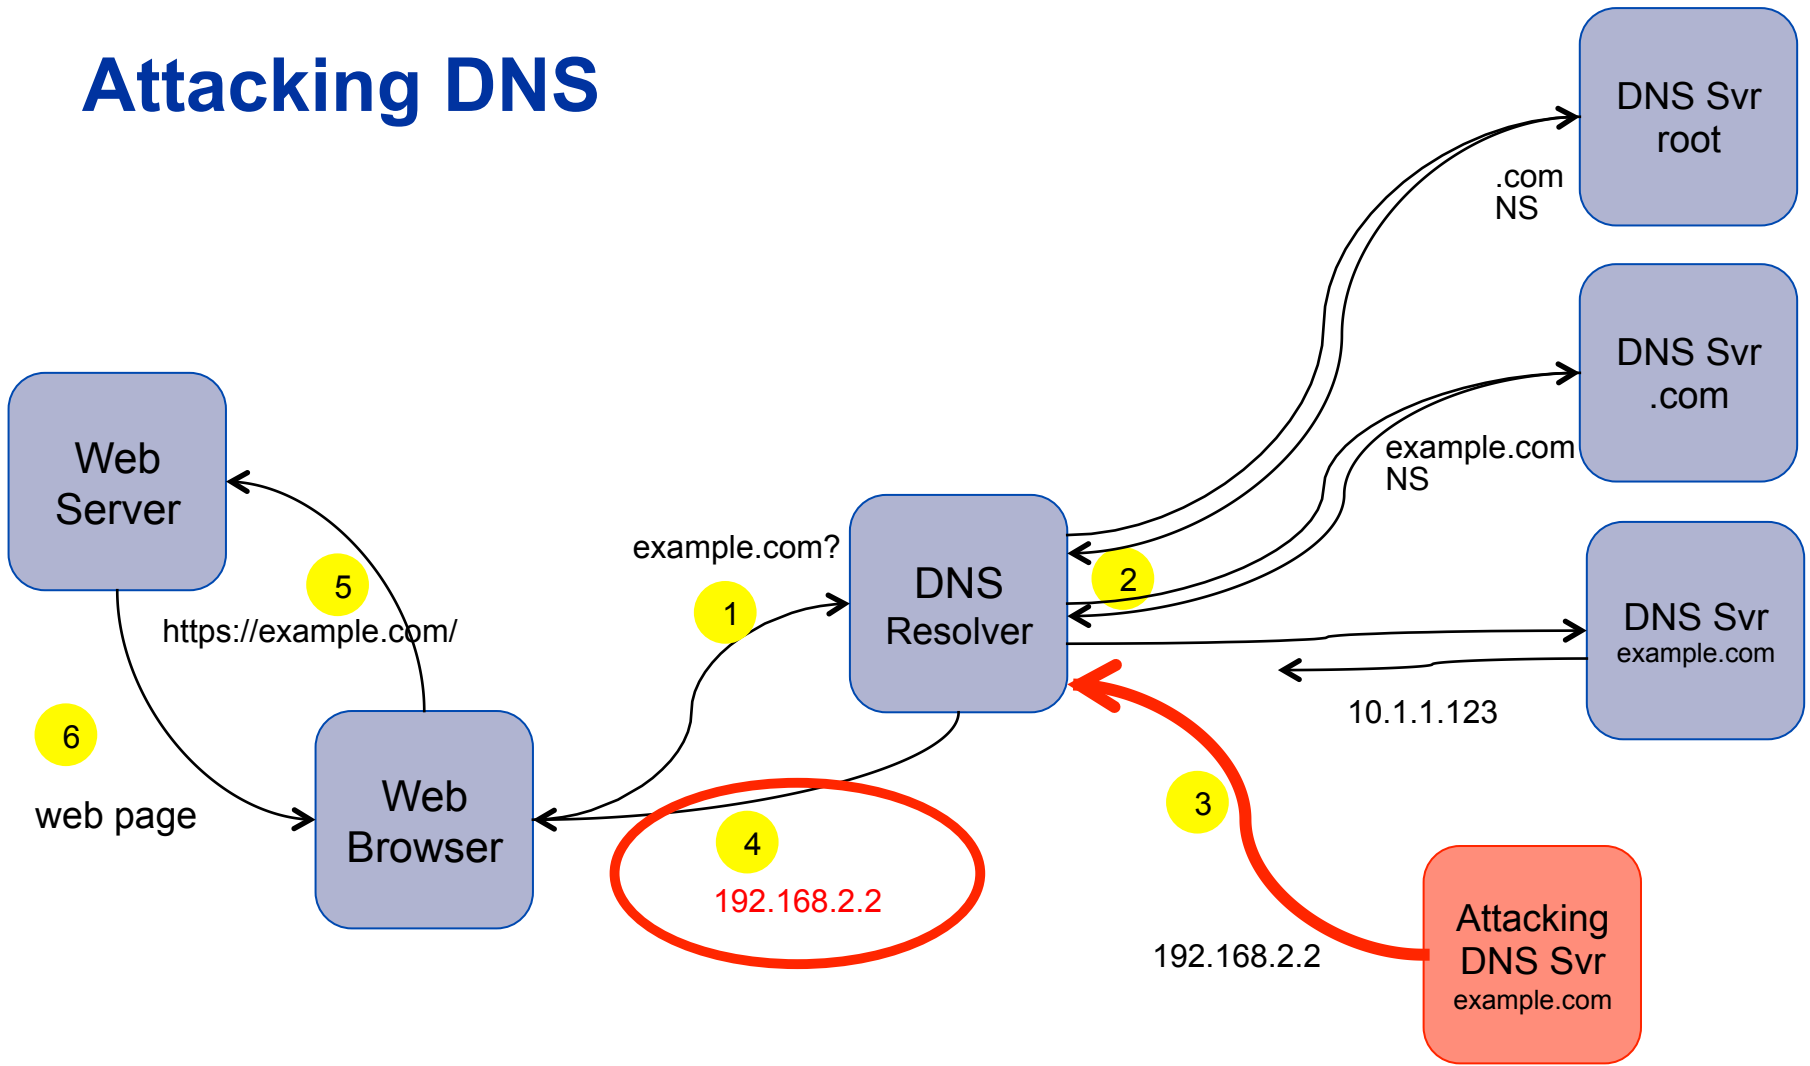 Attacking DNS
DNS Svr
root
.com
NS
DNS Svr
.com
example.com
NS
Web
Server
5
https://example.com/
example.com?
1
DNS
Resolver
2
DNS Svr
example.com
10.1.1.123
6
web page
Web
Browser
4
192.168.2.2
3
192.168.2.2
Attacking
DNS Svr
example.com